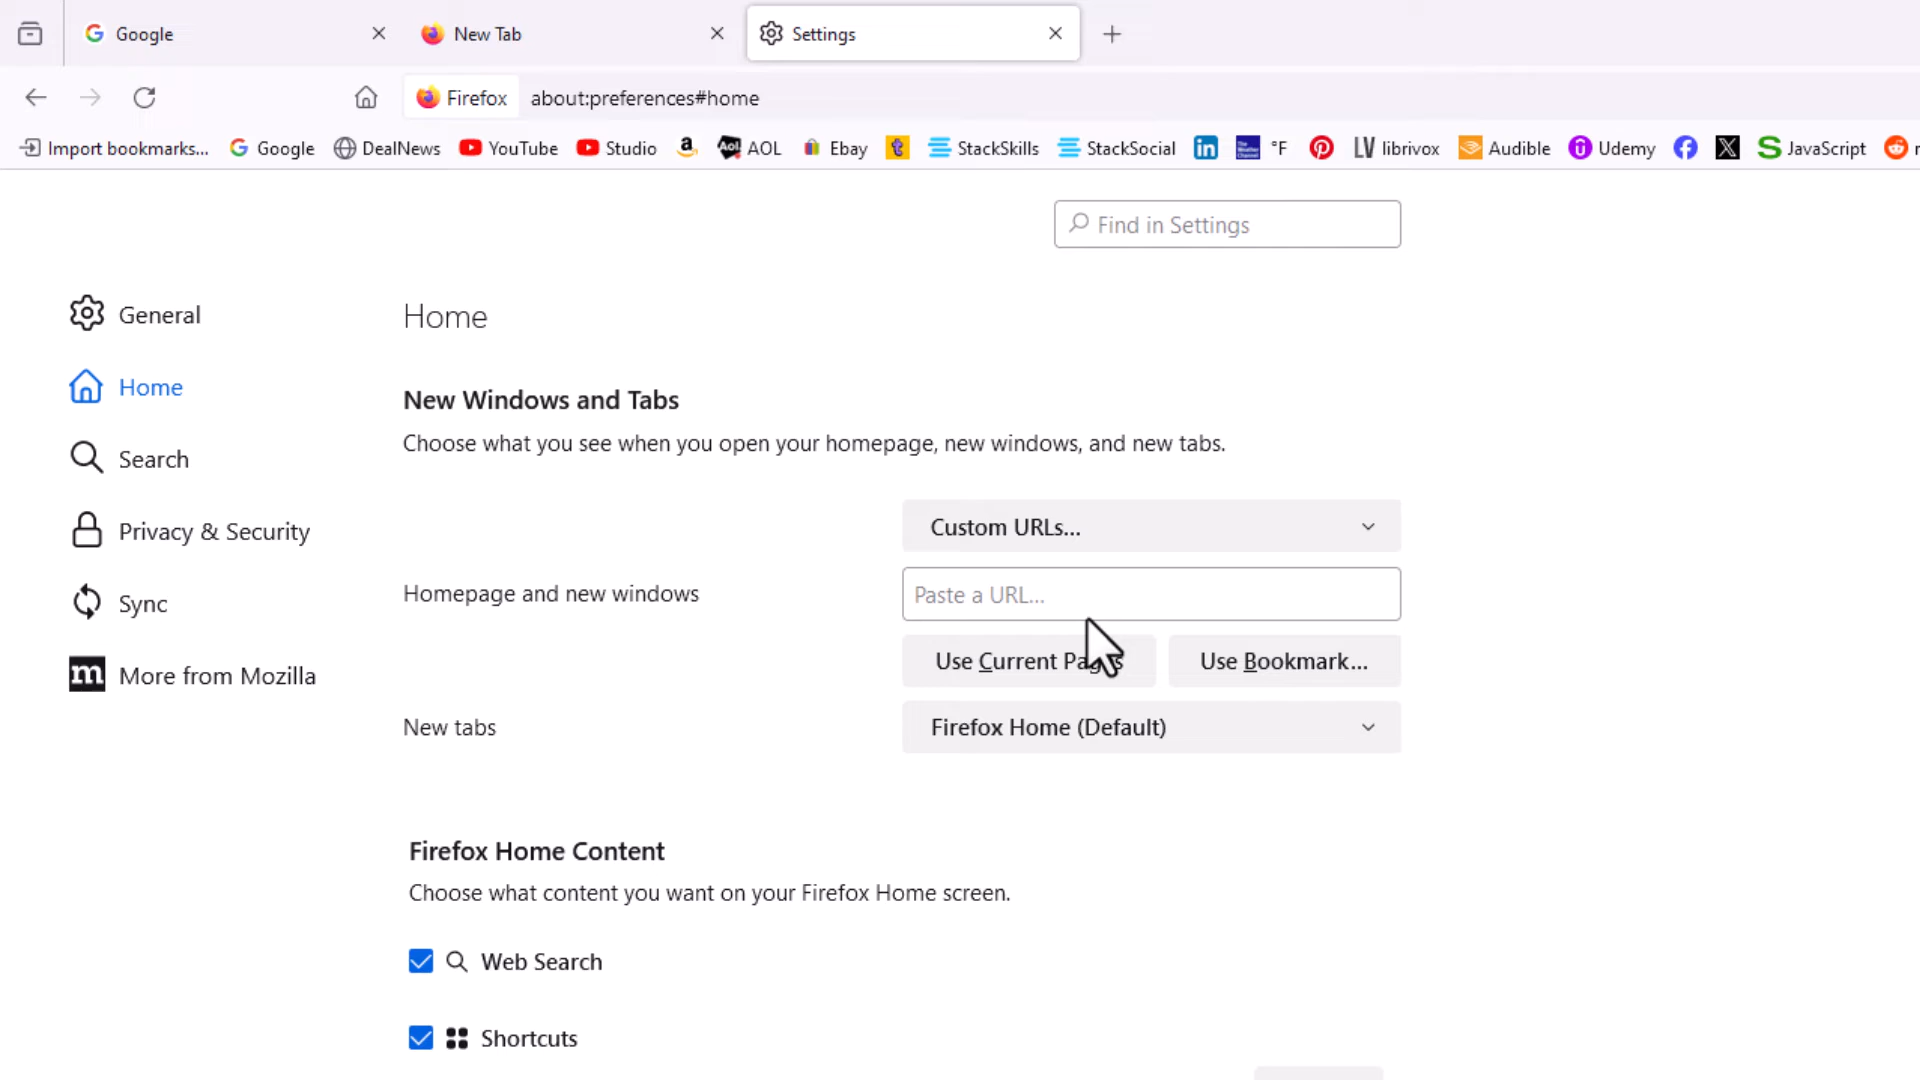 Google
New Tab
Settings
Firefox about:preferences#home
Import bookmarks... Google DealNews YouTube Studio AOL Ebay StackSkills StackSocial °F librivox Audible Udemy JavaScript
Find in Settings
General
Home
Search
Privacy & Security
Sync
More from Mozilla
Home
New Windows and Tabs
Choose what you see when you open your homepage, new windows, and new tabs.
Custom URLs...
Homepage and new windows
Paste a URL...
Use Current Pages
Use Bookmark...
New tabs
Firefox Home (Default)
Firefox Home Content
Choose what content you want on your Firefox Home screen.
Web Search
Shortcuts